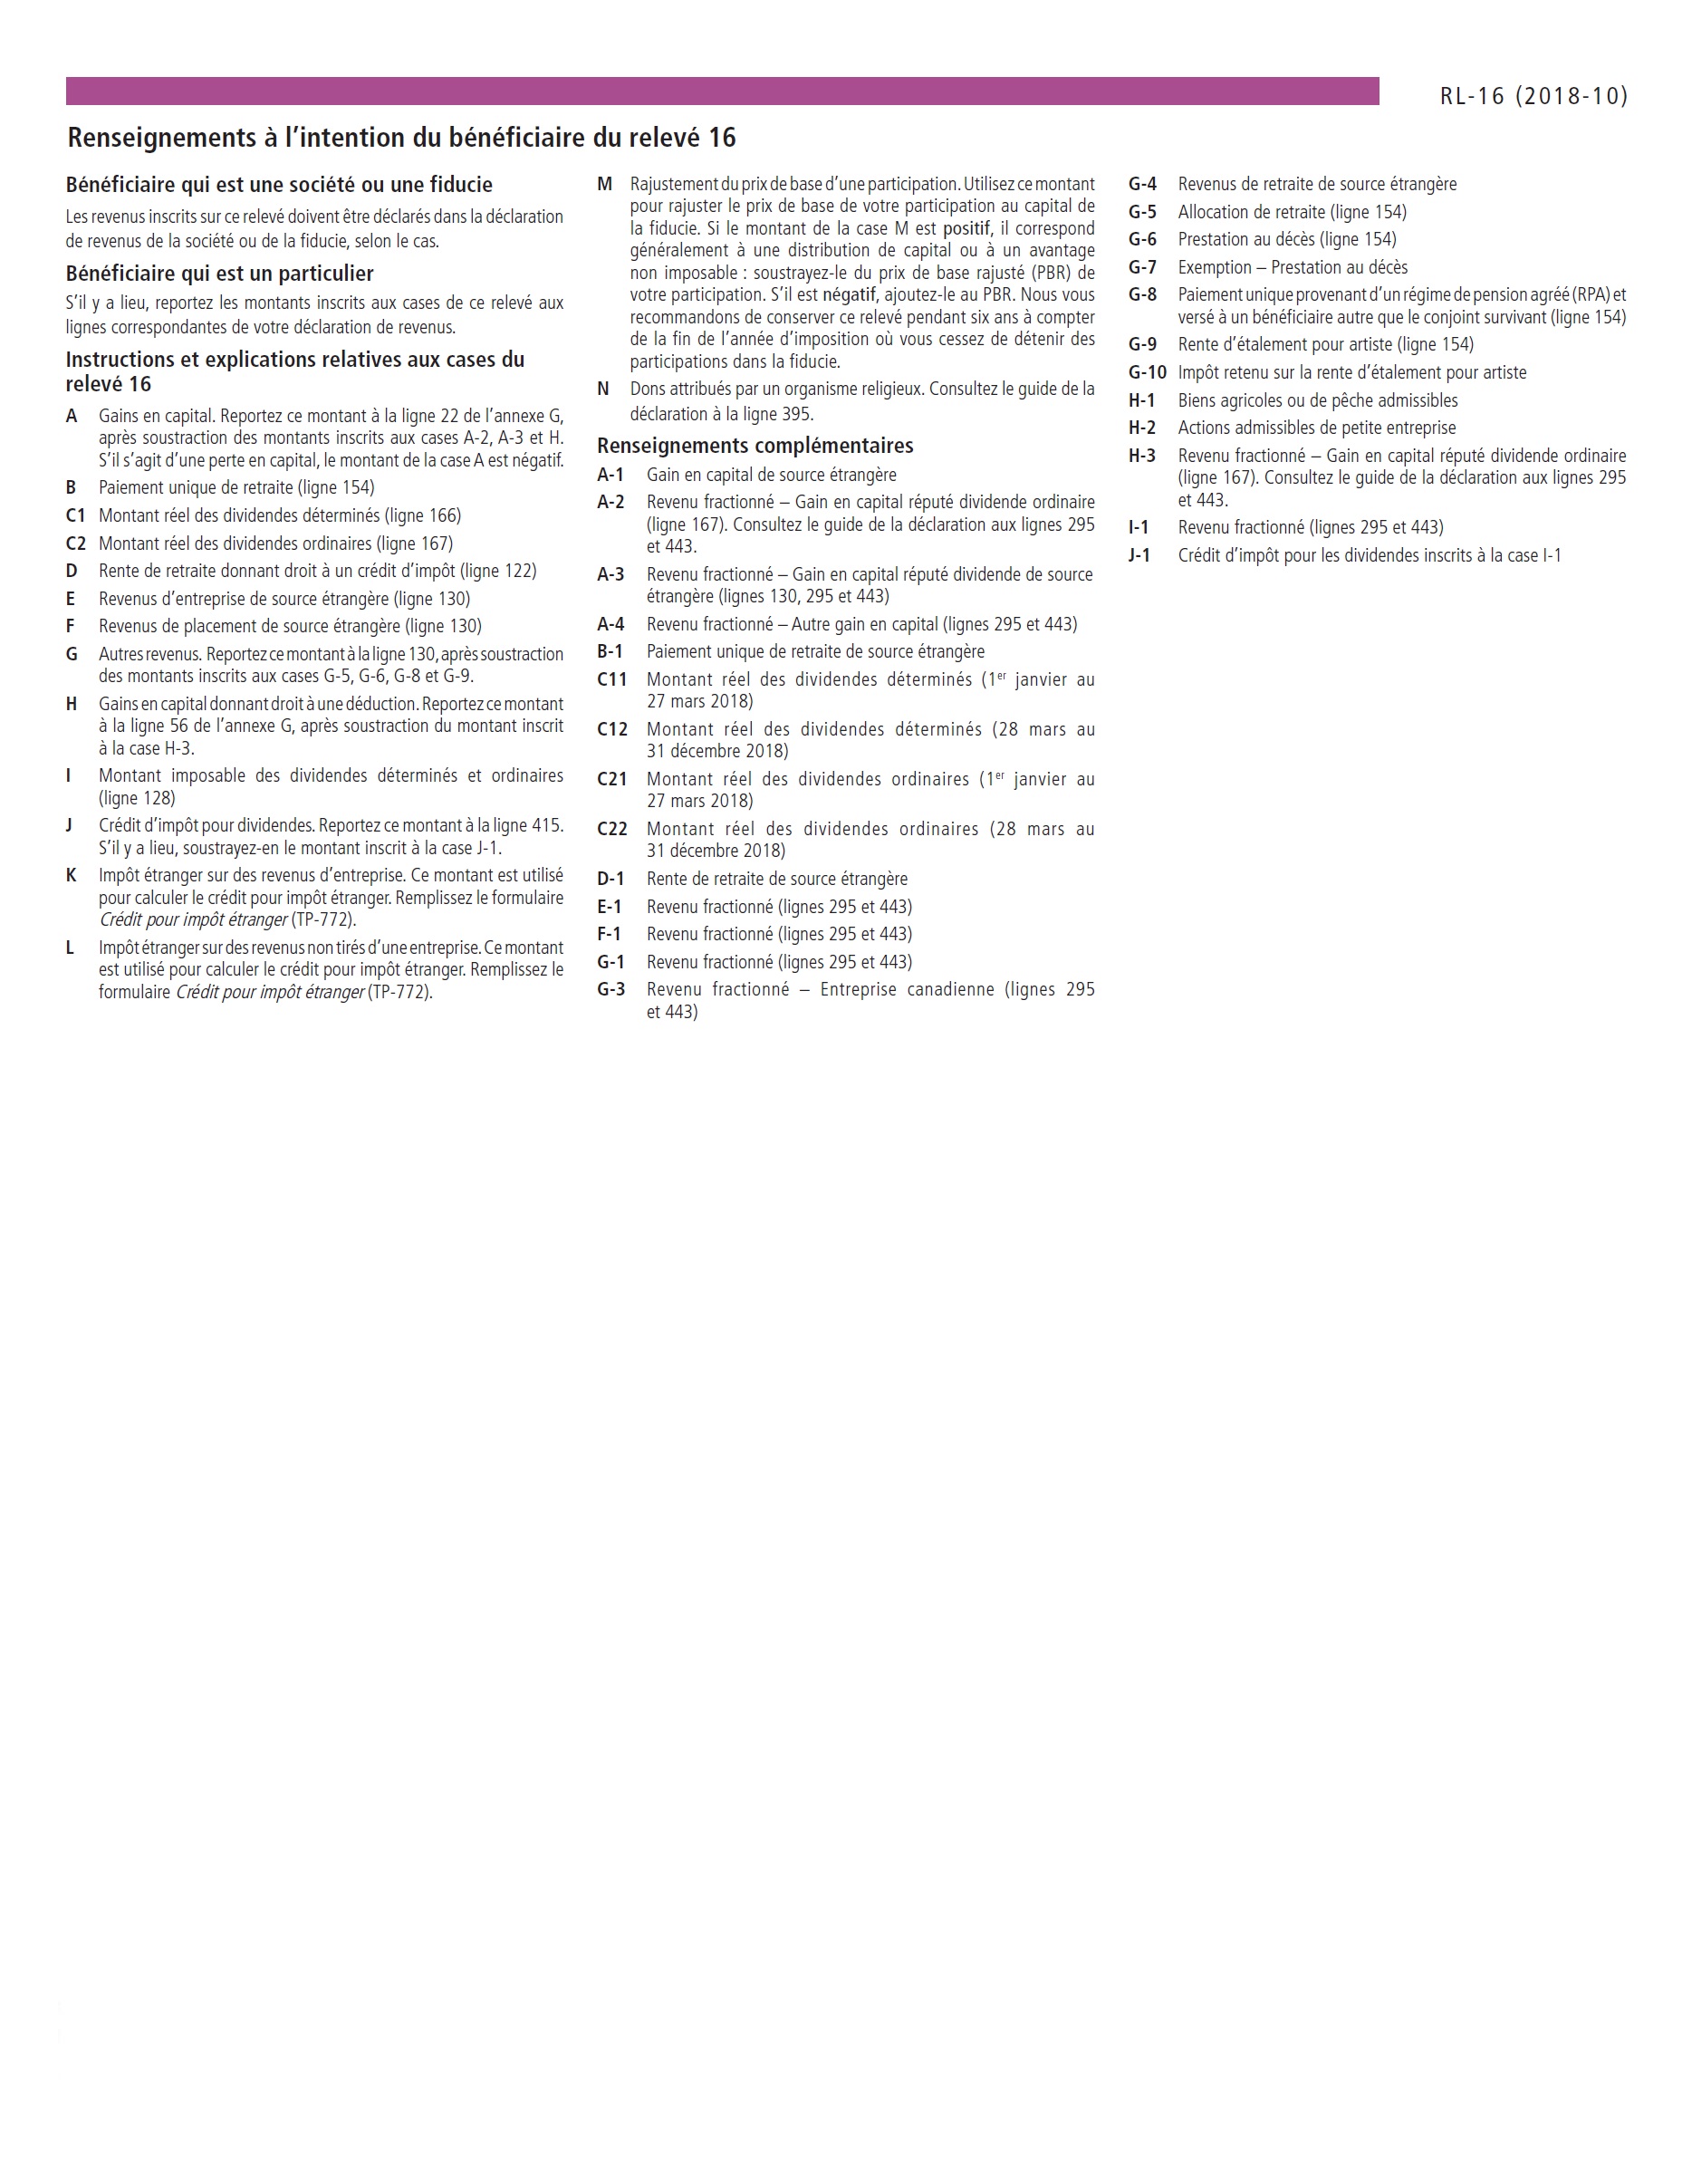 RL-16 (2018-10)
Renseignements à l’intention du bénéficiaire du relevé 16
Bénéficiaire qui est une société ou une fiducie
Les revenus inscrits sur ce relevé doivent être déclarés dans la déclaration
de revenus de la société ou de la fiducie, selon le cas.
Bénéficiaire qui est un particulier
S’il y a lieu, reportez les montants inscrits aux cases de ce relevé aux
lignes correspondantes de votre déclaration de revenus.
Instructions et explications relatives aux cases du
relevé 16
A Gains en capital. Reportez ce montant à la ligne 22 de l’annexe G,
après soustraction des montants inscrits aux cases A-2, A-3 et H.
S’il s’agit d’une perte en capital, le montant de la case A est négatif.
B Paiement unique de retraite (ligne 154)
C1 Montant réel des dividendes déterminés (ligne 166)
C2 Montant réel des dividendes ordinaires (ligne 167)
D Rente de retraite donnant droit à un crédit d’impôt (ligne 122)
E Revenus d’entreprise de source étrangère (ligne 130)
F Revenus de placement de source étrangère (ligne 130)
G Autres revenus. Reportez ce montant à la ligne 130, après soustraction
des montants inscrits aux cases G-5, G-6, G-8 et G-9.
H Gains en capital donnant droit à une déduction. Reportez ce montant
à la ligne 56 de l’annexe G, après soustraction du montant inscrit
à la case H-3.
I Montant imposable des dividendes déterminés et ordinaires
(ligne 128)
J Crédit d’impôt pour dividendes. Reportez ce montant à la ligne 415.
S’il y a lieu, soustrayez-en le montant inscrit à la case J-1.
K Impôt étranger sur des revenus d’entreprise. Ce montant est utilisé
pour calculer le crédit pour impôt étranger. Remplissez le formulaire
Crédit pour impôt étranger (TP-772).
L Impôt étranger sur des revenus non tirés d’une entreprise. Ce montant
est utilisé pour calculer le crédit pour impôt étranger. Remplissez le
formulaire Crédit pour impôt étranger (TP-772).
M Rajustement du prix de base d’une participation. Utilisez ce montant
pour rajuster le prix de base de votre participation au capital de
la fiducie. Si le montant de la case M est positif, il correspond
généralement à une distribution de capital ou à un avantage
non imposable : soustrayez-le du prix de base rajusté (PBR) de
votre participation. S’il est négatif, ajoutez-le au PBR. Nous vous
recommandons de conserver ce relevé pendant six ans à compter
de la fin de l’année d’imposition où vous cessez de détenir des
participations dans la fiducie.
N Dons attribués par un organisme religieux. Consultez le guide de la
déclaration à la ligne 395.
Renseignements complémentaires
A-1 Gain en capital de source étrangère
A-2 Revenu fractionné – Gain en capital réputé dividende ordinaire
(ligne 167). Consultez le guide de la déclaration aux lignes 295
et 443.
A-3 Revenu fractionné – Gain en capital réputé dividende de source
étrangère (lignes 130, 295 et 443)
A-4 Revenu fractionné – Autre gain en capital (lignes 295 et 443)
B-1 Paiement unique de retraite de source étrangère
C11 Montant réel des dividendes déterminés (1er janvier au
27 mars 2018)
C12 Montant réel des dividendes déterminés (28 mars au
31 décembre 2018)
C21 Montant réel des dividendes ordinaires (1er janvier au
27 mars 2018)
C22 Montant réel des dividendes ordinaires (28 mars au
31 décembre 2018)
D-1 Rente de retraite de source étrangère
E-1 Revenu fractionné (lignes 295 et 443)
F-1 Revenu fractionné (lignes 295 et 443)
G-1 Revenu fractionné (lignes 295 et 443)
G-3 Revenu fractionné – Entreprise canadienne (lignes 295
et 443)
G-4 Revenus de retraite de source étrangère
G-5 Allocation de retraite (ligne 154)
G-6 Prestation au décès (ligne 154)
G-7 Exemption – Prestation au décès
G-8 Paiement unique provenant d’un régime de pension agréé (RPA) et
versé à un bénéficiaire autre que le conjoint survivant (ligne 154)
G-9 Rente d’étalement pour artiste (ligne 154)
G-10 Impôt retenu sur la rente d’étalement pour artiste
H-1 Biens agricoles ou de pêche admissibles
H-2 Actions admissibles de petite entreprise
H-3 Revenu fractionné – Gain en capital réputé dividende ordinaire
(ligne 167). Consultez le guide de la déclaration aux lignes 295
et 443.
I-1 Revenu fractionné (lignes 295 et 443)
J-1 Crédit d’impôt pour les dividendes inscrits à la case I-1